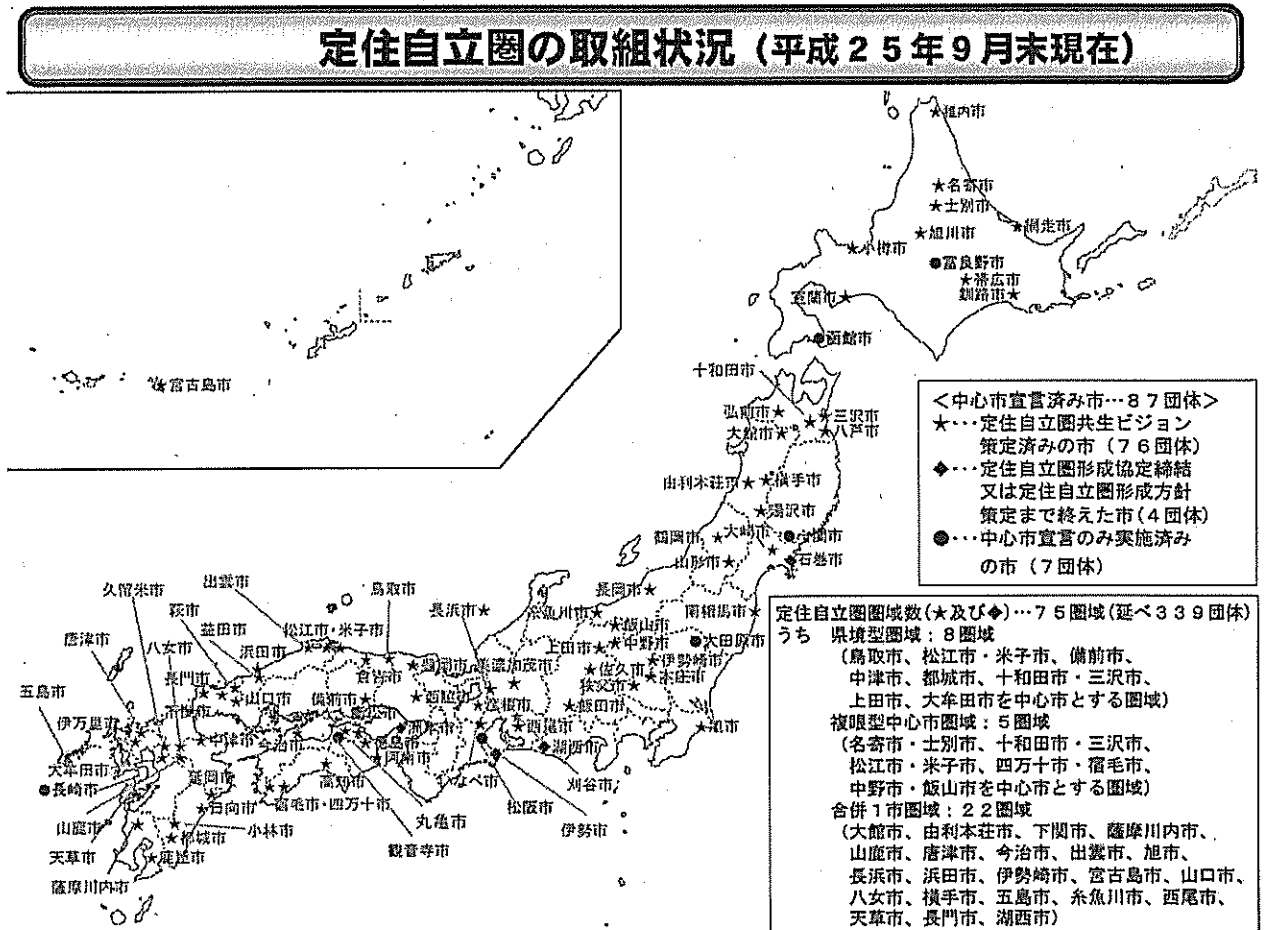 定住自立圏の取組状況（平成２５年９月末現在）
稚内市
名寄市
士別市
旭川市
網走市
小樽市
富良野市
帯広市
釧路市
室蘭市
函館市
宮古島市
十和田市
弘前市
三沢市
大館市
八戸市
由利本荘市
横手市
湯沢市
鶴岡市
大崎市
石巻市
山形市
長岡市
南相馬市
＜中心市宣言済み市…８７団体＞
★･･･定住自立圏共生ビジョン
策定済みの市（７６団体）
◆･･･定住自立圏形成協定締結
又は定住自立圏形成方針
策定まで終えた市（４団体）
●･･･中心市宣言のみ実施済み
の市（７団体）
久留米市
出雲市
鳥取市
長浜市
糸魚川市
飯山市
中野市
大田原市
萩市
益田市
松江市・米子市
唐津市
八女市
浜田市
上田市
伊勢崎市
倉吉市
美濃加茂市
佐久市
本庄市
長門市
秩父市
五島市
山口市
備前市
西脇市
飯田市
伊万里市
下関市
中津市
今治市
徳島市
西尾市
湖西市
旭市
大牟田市
阿南市
長崎市
延岡市
高知市
いなべ市
刈谷市
日向市
宿毛市・四万十市
松阪市
山鹿市
小林市
丸亀市
伊勢市
天草市
都城市
観音寺市
鹿屋市
薩摩川内市
定住自立圏圏域数(★及び◆)…７５圏域(延べ３３９団体)
うち 県境型圏域：８圏域
（鳥取市、松江市・米子市、備前市、
中津市、都城市、十和田市・三沢市、
上田市、大牟田市を中心市とする圏域）
複眼型中心市圏域：５圏域
（名寄市・士別市、十和田市・三沢市、
松江市・米子市、四万十市・宿毛市、
中野市・飯山市を中心市とする圏域）
合併１市圏域：２２圏域
（大館市、由利本荘市、下関市、薩摩川内市、
山鹿市、唐津市、今治市、出雲市、旭市、
長浜市、浜田市、伊勢崎市、宮古島市、山口市、
八女市、横手市、五島市、糸魚川市、西尾市、
天草市、長門市、湖西市）